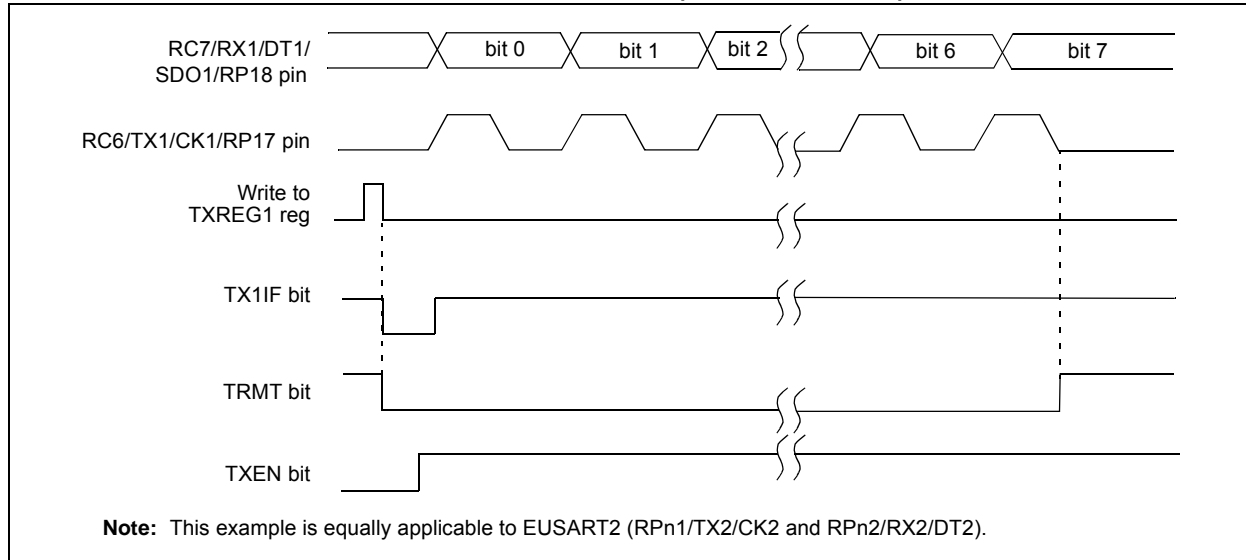 RC7/RX1/DT1/
SDO1/RP18 pin
bit 0
bit 1
bit 2
bit 6
bit 7
RC6/TX1/CK1/RP17 pin
Write to
TXREG1 reg
TX1IF bit
TRMT bit
TXEN bit
Note: This example is equally applicable to EUSART2 (RPn1/TX2/CK2 and RPn2/RX2/DT2).